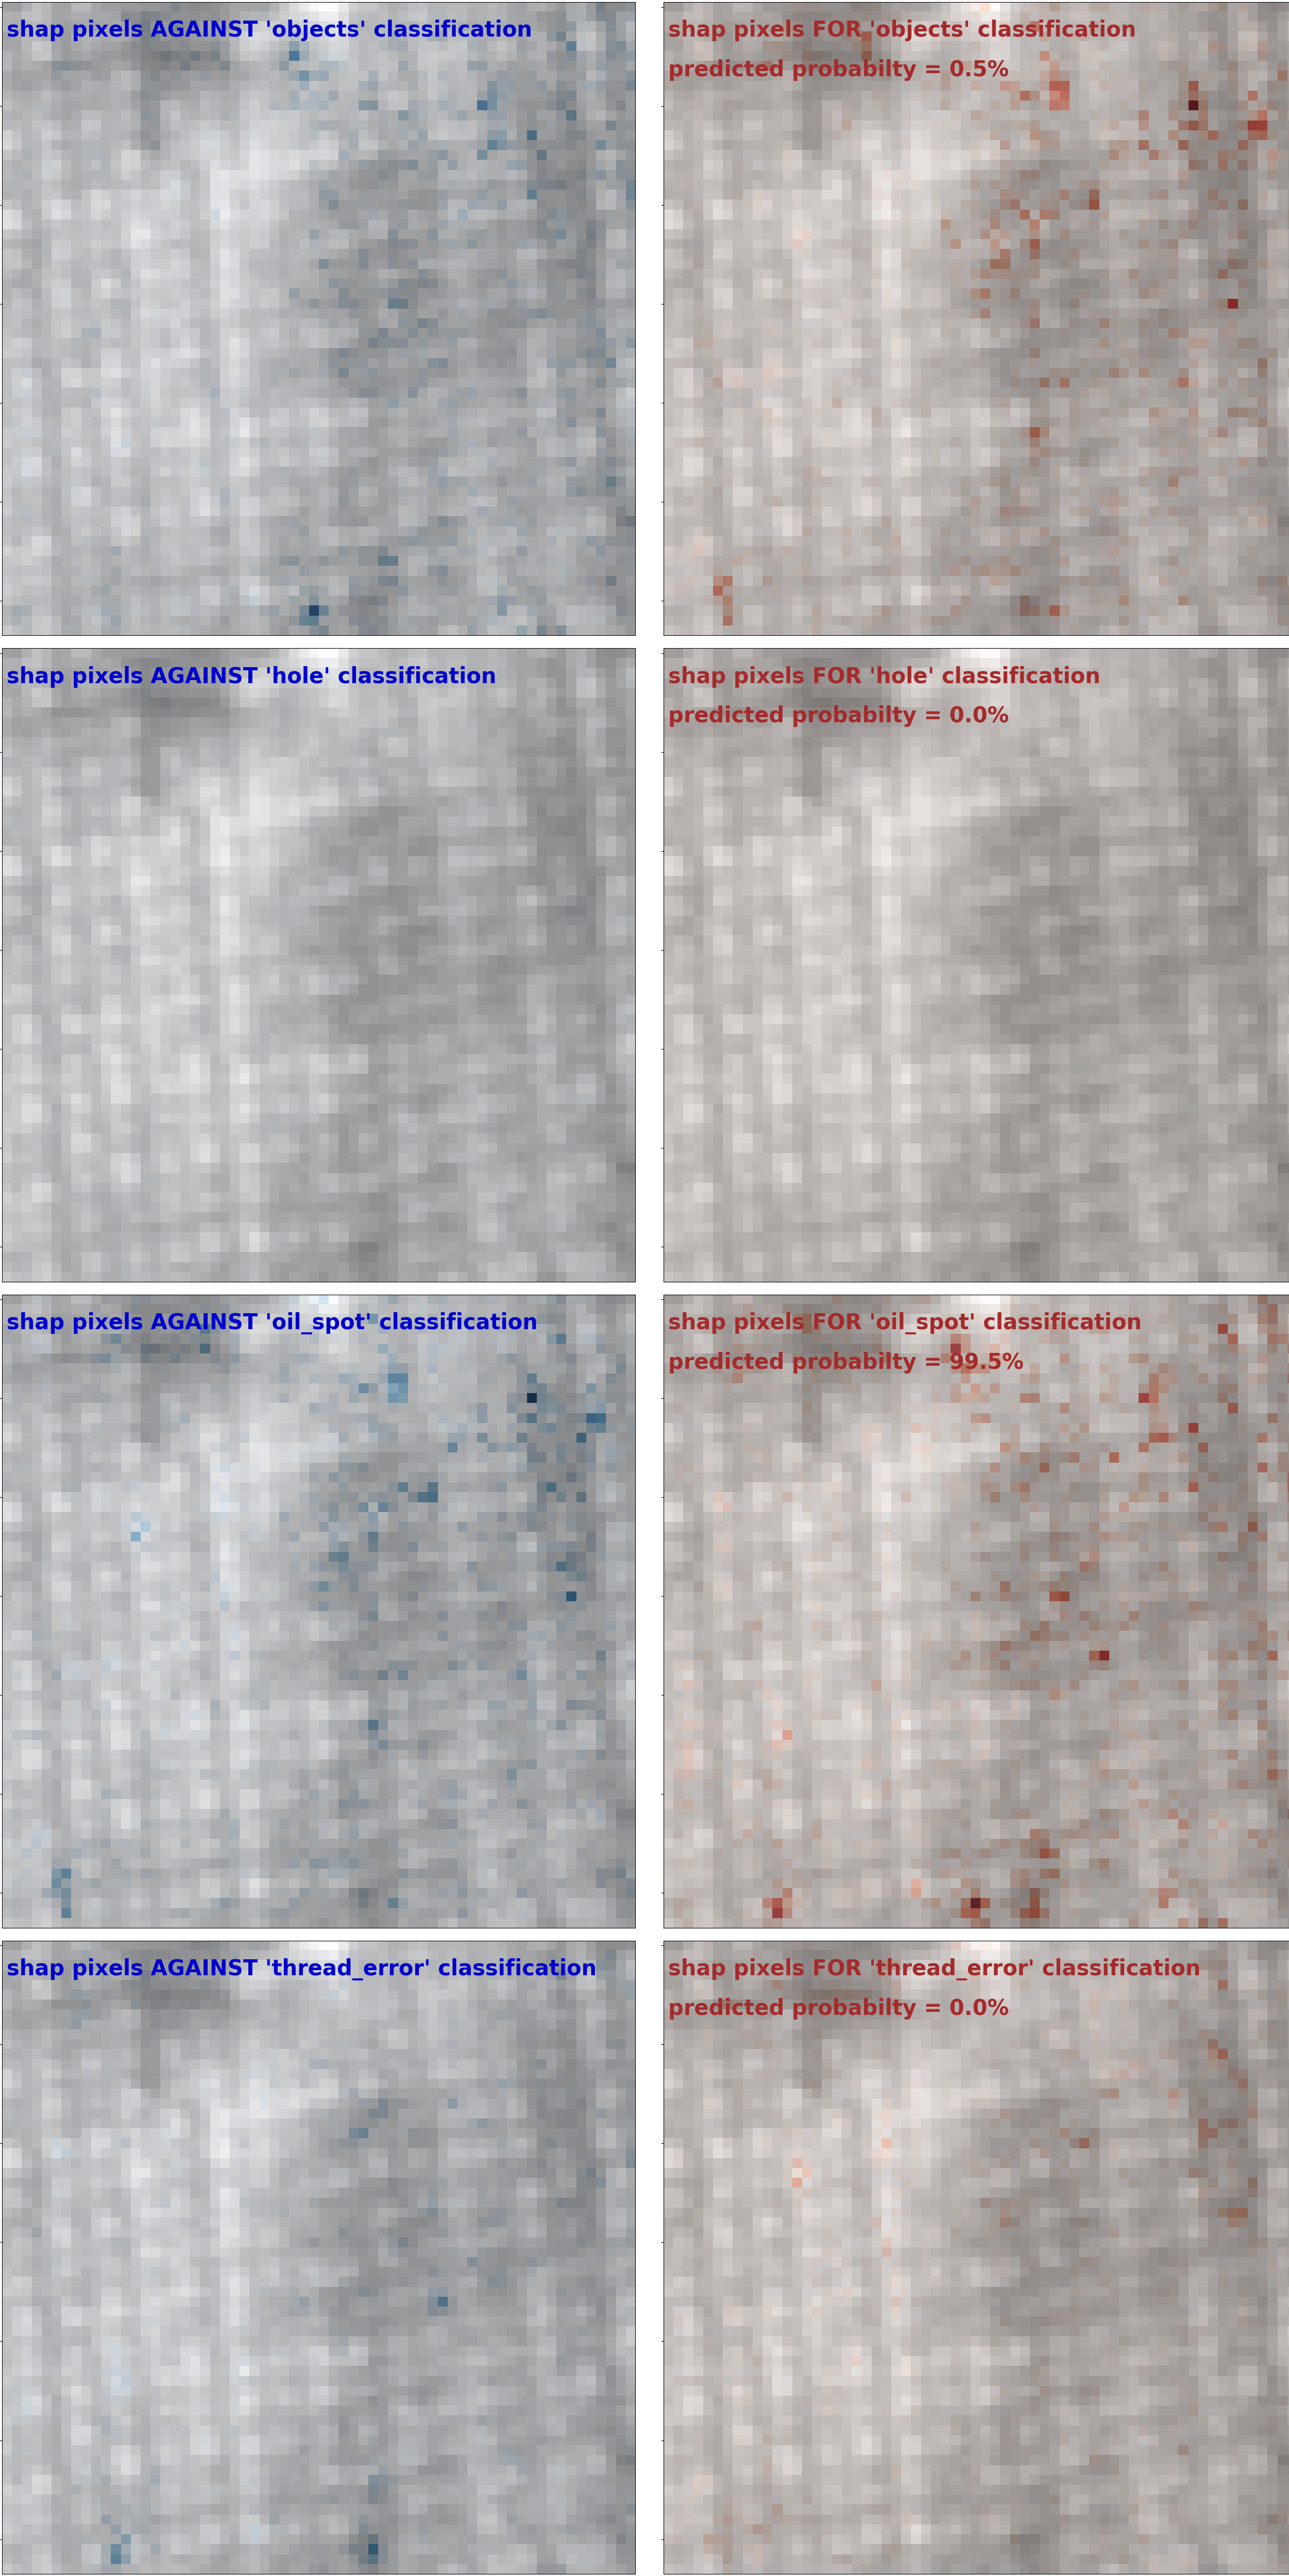 shap pixels AGAINST 'objects' classification
shap pixels FOR 'objects' classification
predicted probabilty = 0.5%
shap pixels AGAINST 'hole' classification
shap pixels FOR 'hole' classification
predicted probabilty = 0.0%
shap pixels AGAINST 'oil_spot' classification
shap pixels FOR 'oil_spot' classification
predicted probabilty = 99.5%
shap pixels AGAINST 'thread_error' classification
shap pixels FOR 'thread_error' classification
predicted probabilty = 0.0%